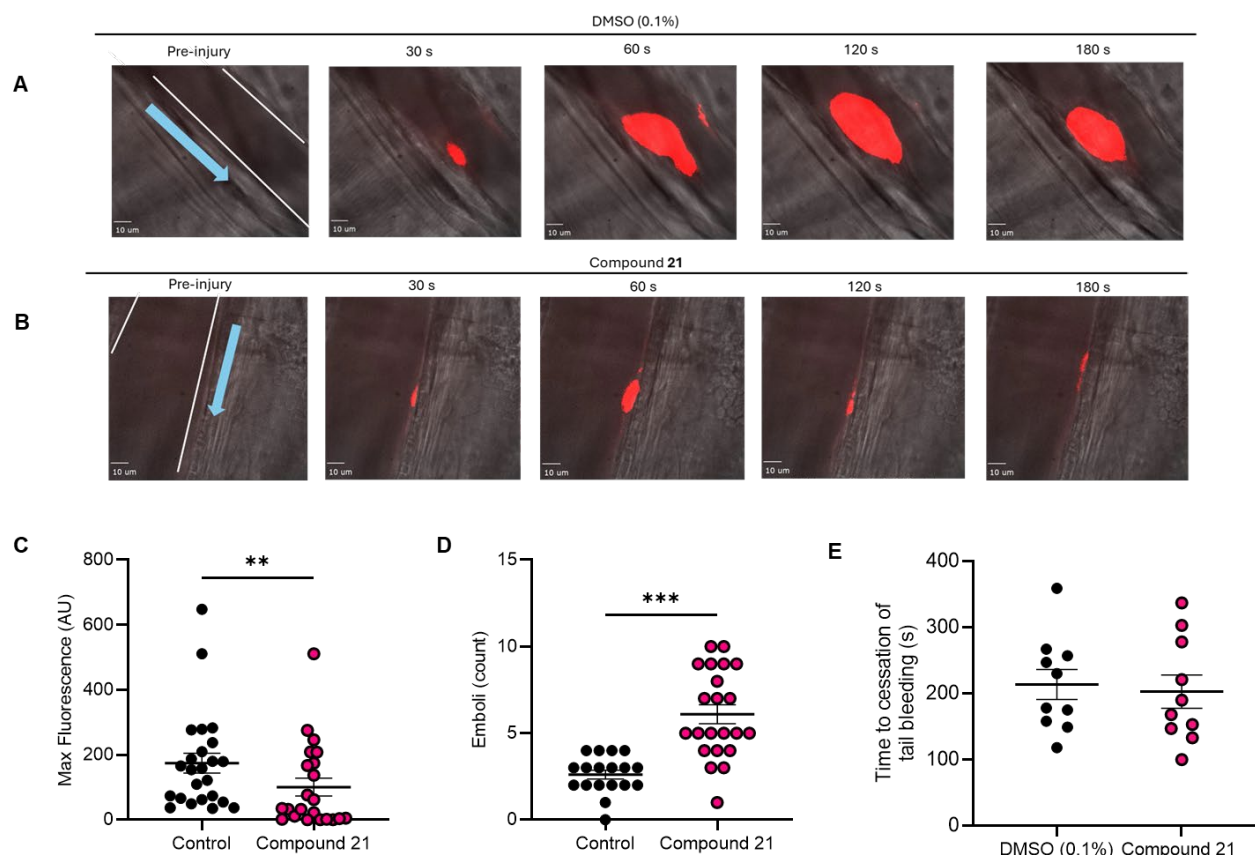 DMSO (0.1%)
Pre-injury 30 s 60 s 120 s 180 s
A
10 um 10 um 10 um 10 um 10 um
Compound 21
Pre-injury 30 s 60 s 120 s 180 s
B
10 um 10 um 10 um 10 um 10 um
C
Max Fluorescence (AU)
800
600
400
200
0
**
Control Compound 21
D
Emboli (count)
15
10
5
0
***
Control Compound 21
E
Time to cessation of
tail bleeding (s)
400
300
200
100
0
DMSO (0.1%) Compound 21